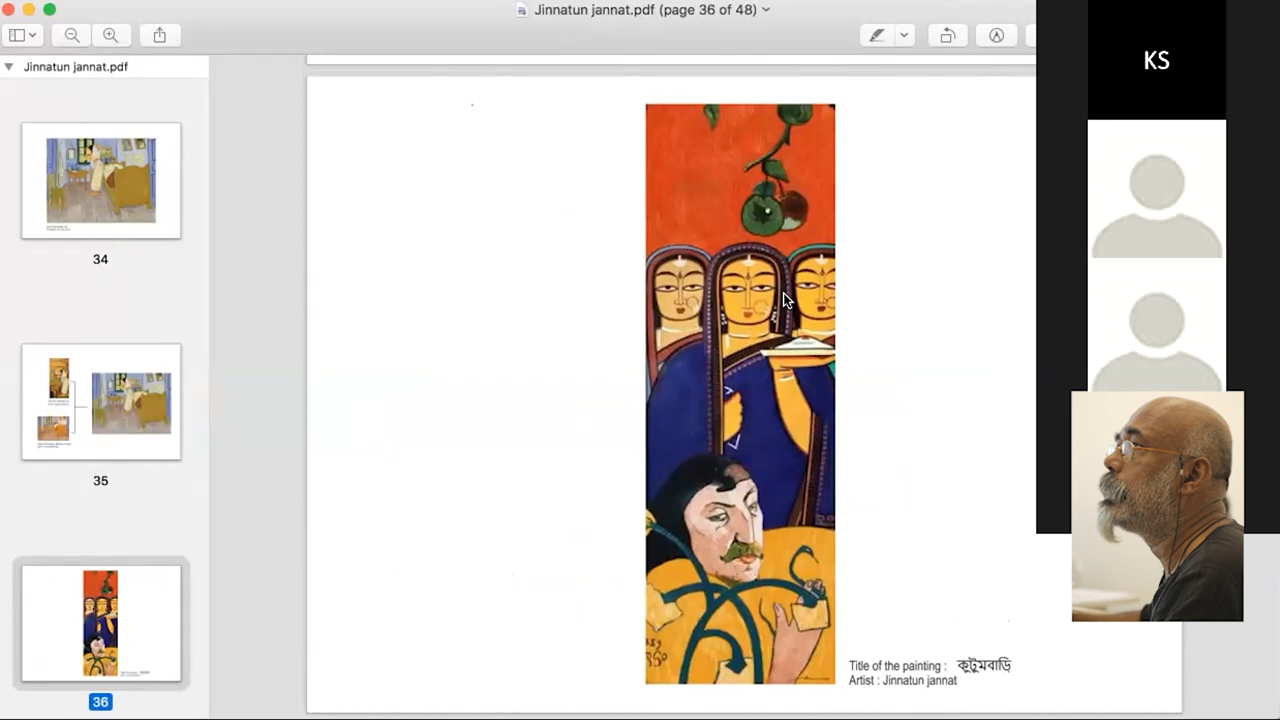 Jinnatun jannat.pdf (page 36 of 48)
Jinnatun jannat.pdf
34
35
36
KS
Title of the painting : কুটুমবাড়ি
Artist : Jinnatun jannat